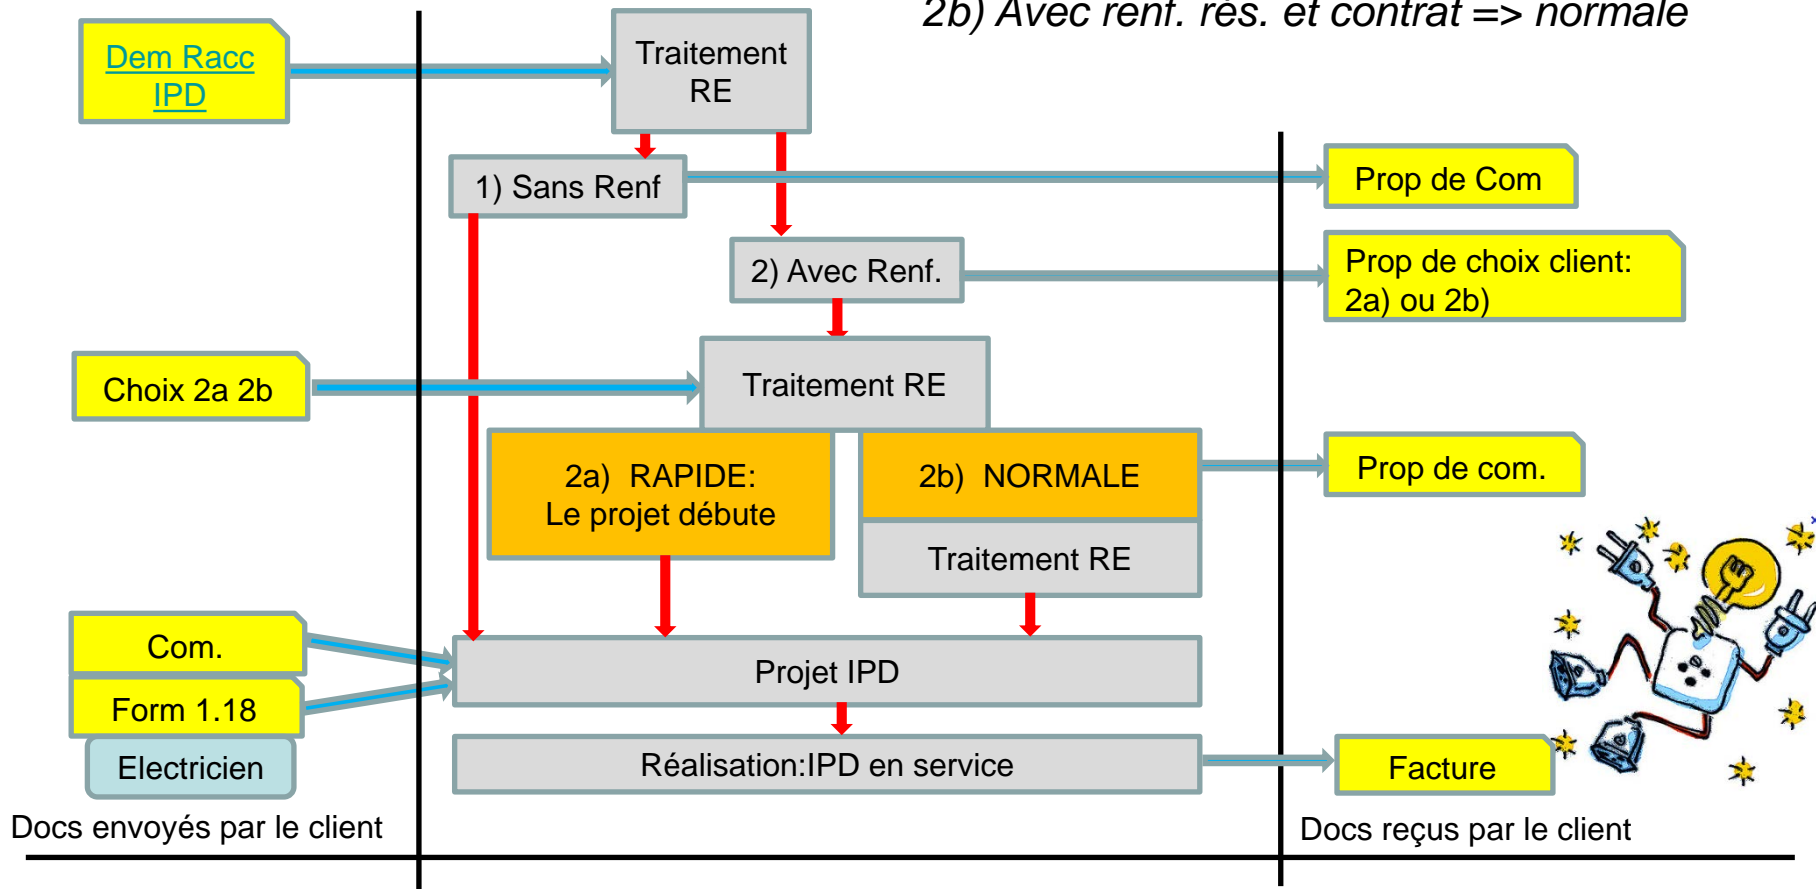 2b) Avec renf. rés. et contrat => normale
Dem Racc
IPD
Traitement
RE
1) Sans Renf
Prop de Com
2) Avec Renf.
Prop de choix client:
2a) ou 2b)
Choix 2a 2b
Traitement RE
2a) RAPIDE:
Le projet débute
2b) NORMALE
Prop de com.
Traitement RE
Com.
Projet IPD
Form 1.18
Electricien
Réalisation:IPD en service
Facture
Docs envoyés par le client
Docs reçus par le client